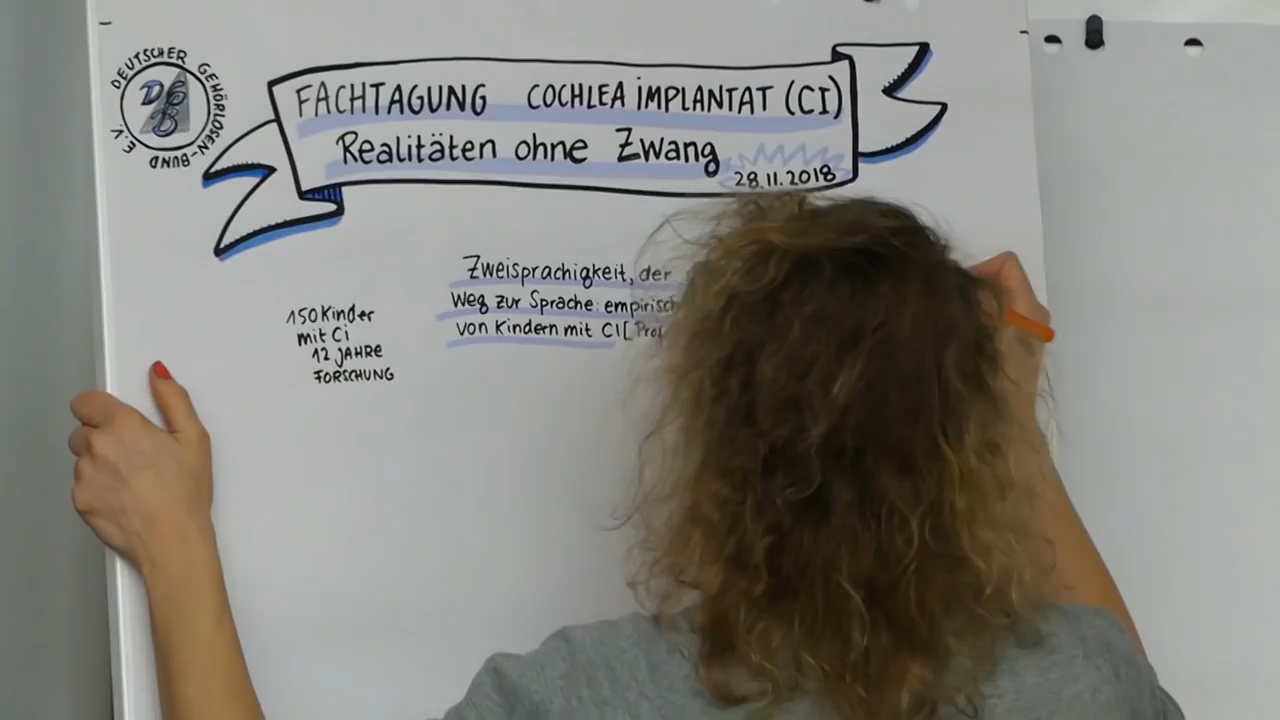 DEUTSCHER GEHÖRLOSEN-BUND E.V.
DGB
FACHTAGUNG COCHLEA IMPLANTAT (CI)
Realitäten ohne Zwang
28.11.2018
Zweisprachigkeit, der
Weg zur Sprache: empirisch
von Kindern mit CI [Prof
150 Kinder
mit Ci
12 JAHRE
FORSCHUNG